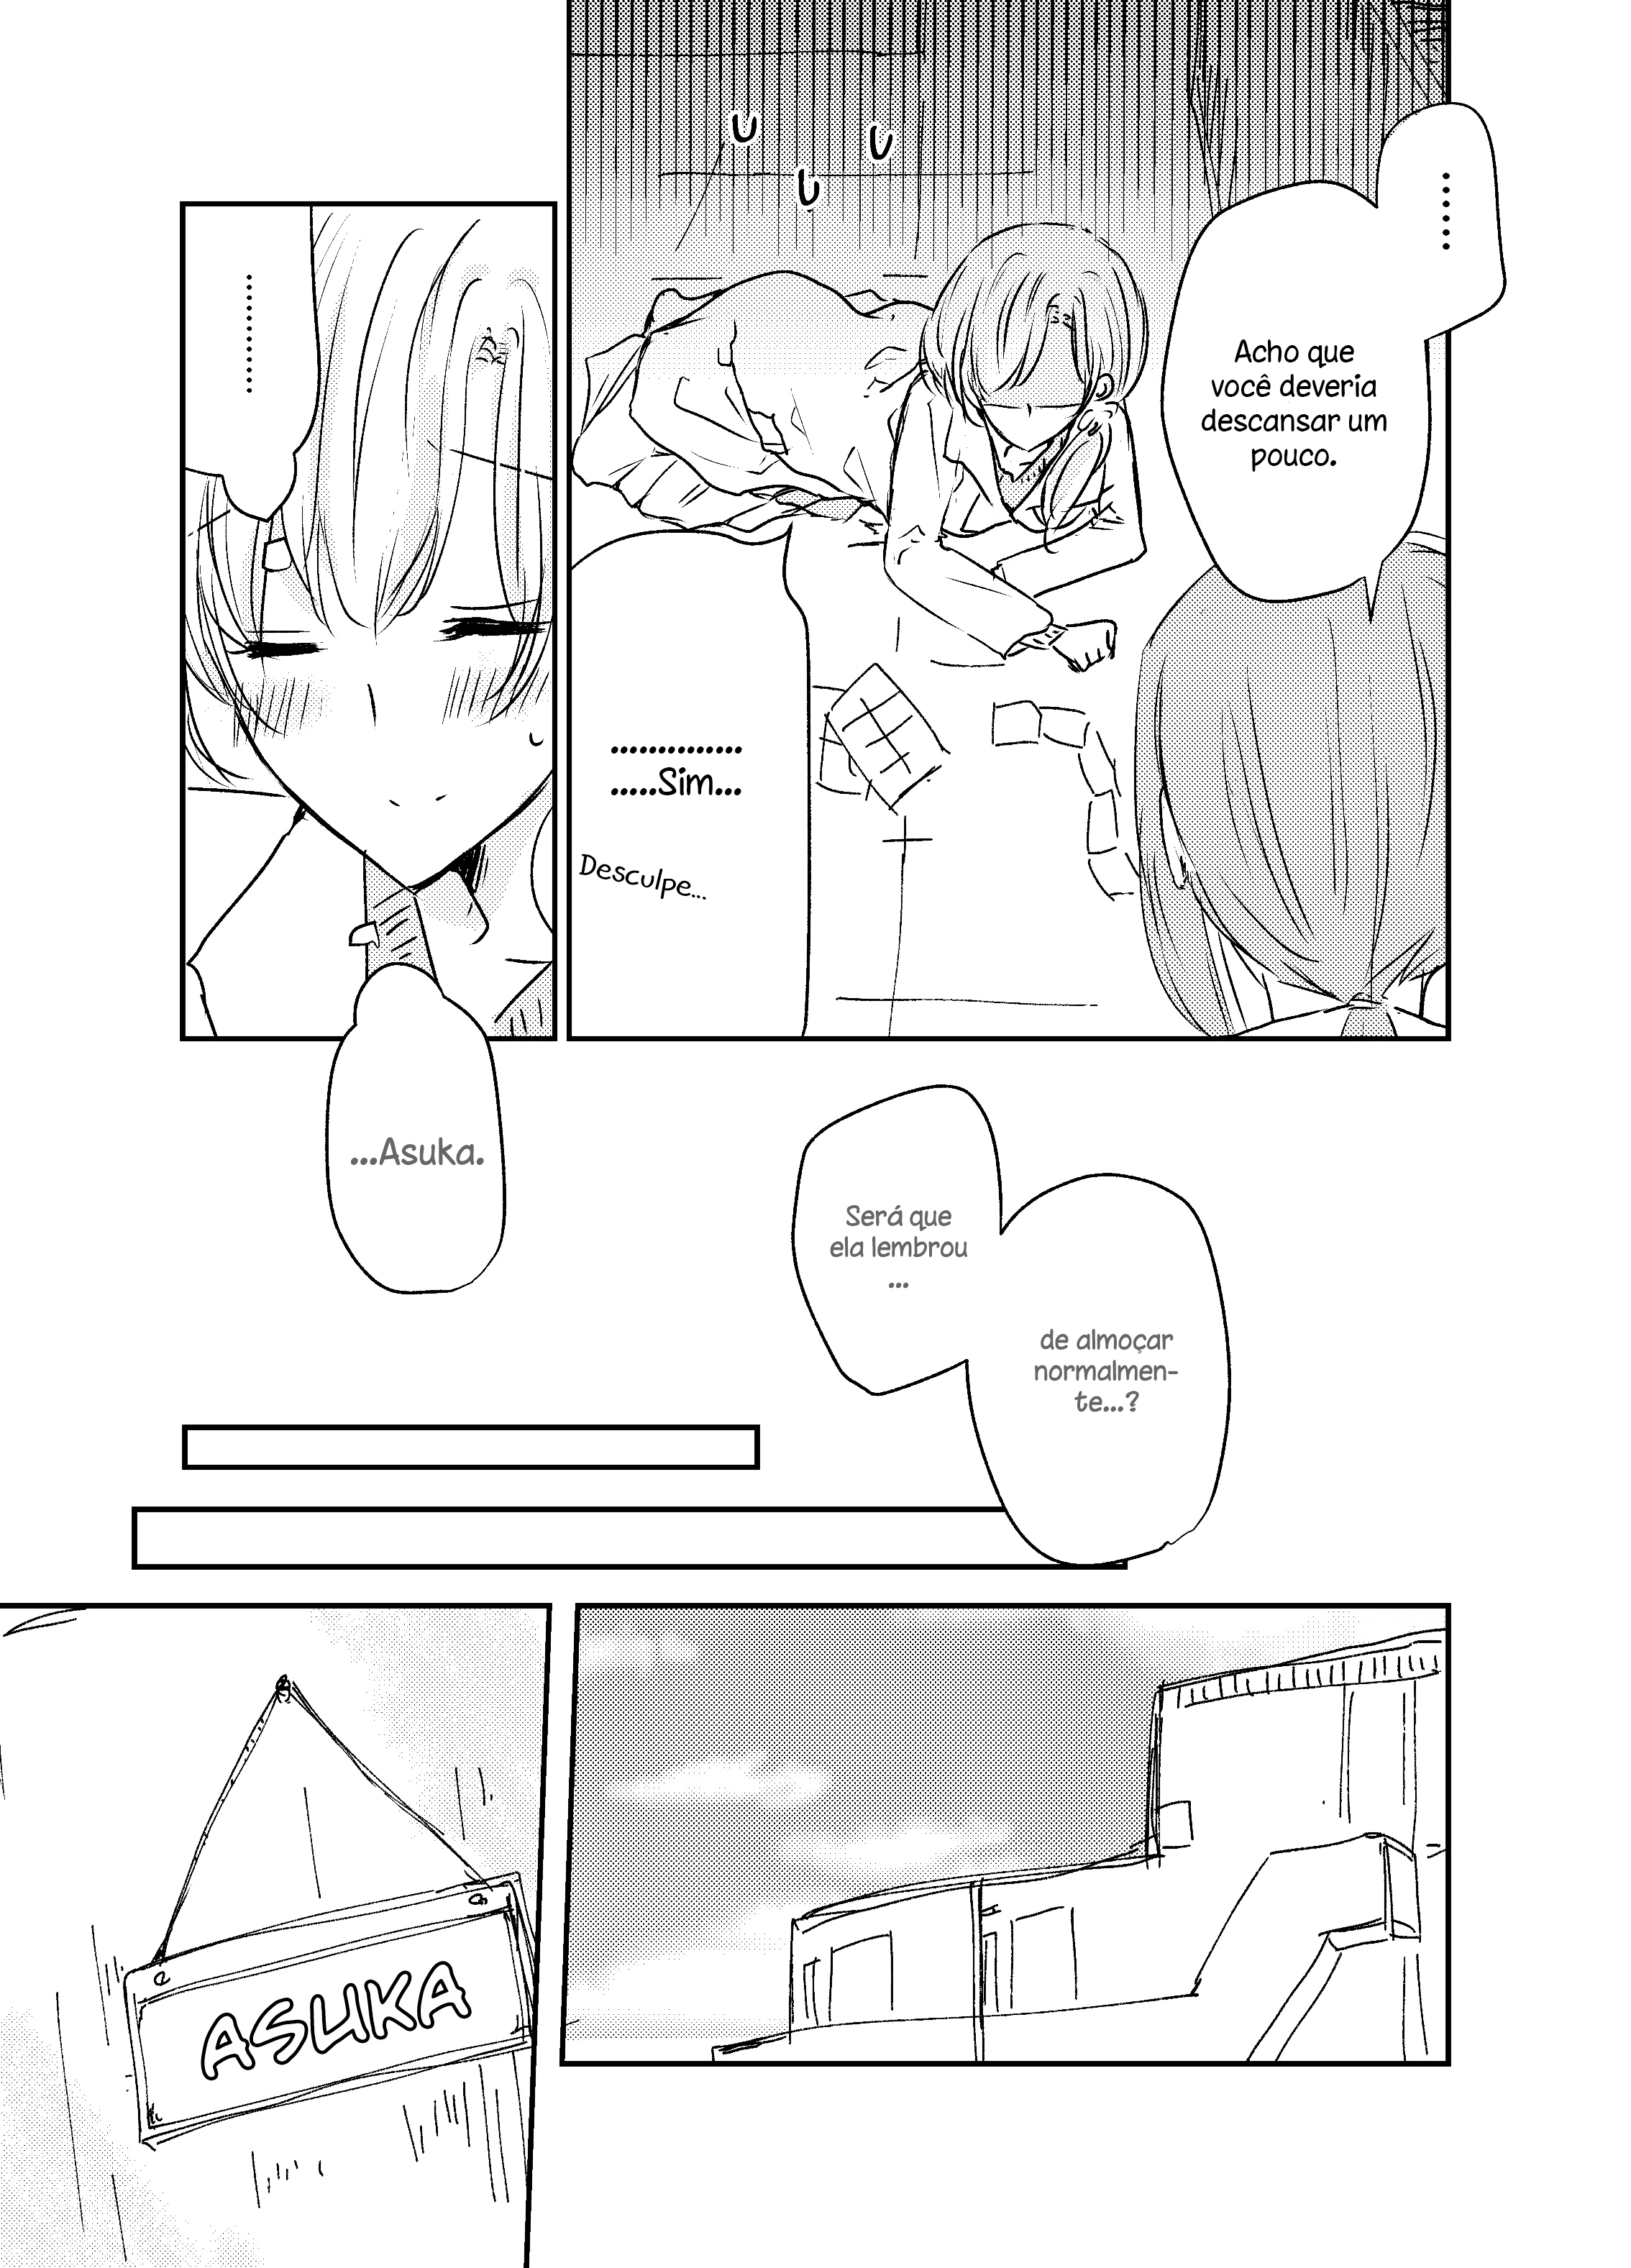 ......
Acho que
você deveria
descansar um
pouco.
..............
.....Sim...
Desculpe...
..........
...Asuka.
Será que
ela lembrou
...
de almoçar
normalmen-
te...?
ASUKA